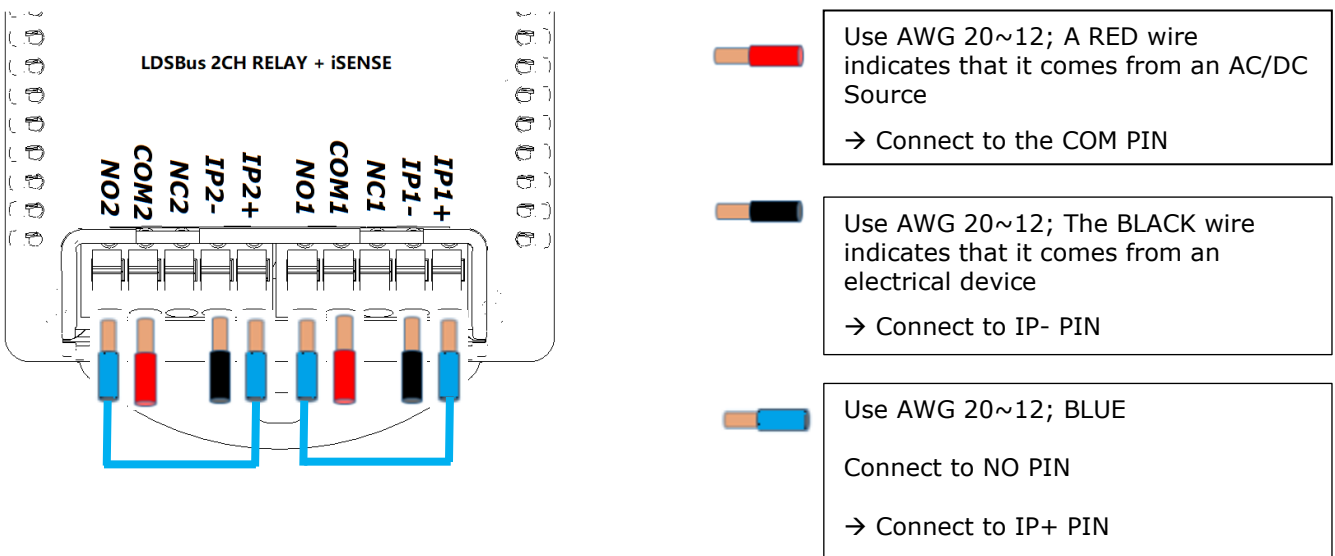 LDSBus 2CH RELAY + iSENSE
NO2
COM2
NC2
IP2-
IP2+
NO1
COM1
NC1
IP1-
IP1+
Use AWG 20~12; A RED wire
indicates that it comes from an AC/DC
Source
→ Connect to the COM PIN
Use AWG 20~12; The BLACK wire
indicates that it comes from an
electrical device
→ Connect to IP- PIN
Use AWG 20~12; BLUE
Connect to NO PIN
→ Connect to IP+ PIN